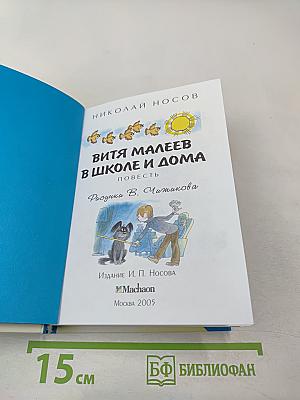 НИКОЛАЙ НОСОВ
ВИТЯ МАЛЕЕВ
В ШКОЛЕ И ДОМА
ПОВЕСТЬ
Рисунки В. Чижикова
Издание И. П. Носова
Machaon
Москва 2005
15 см
БФ БИБЛИОФАН